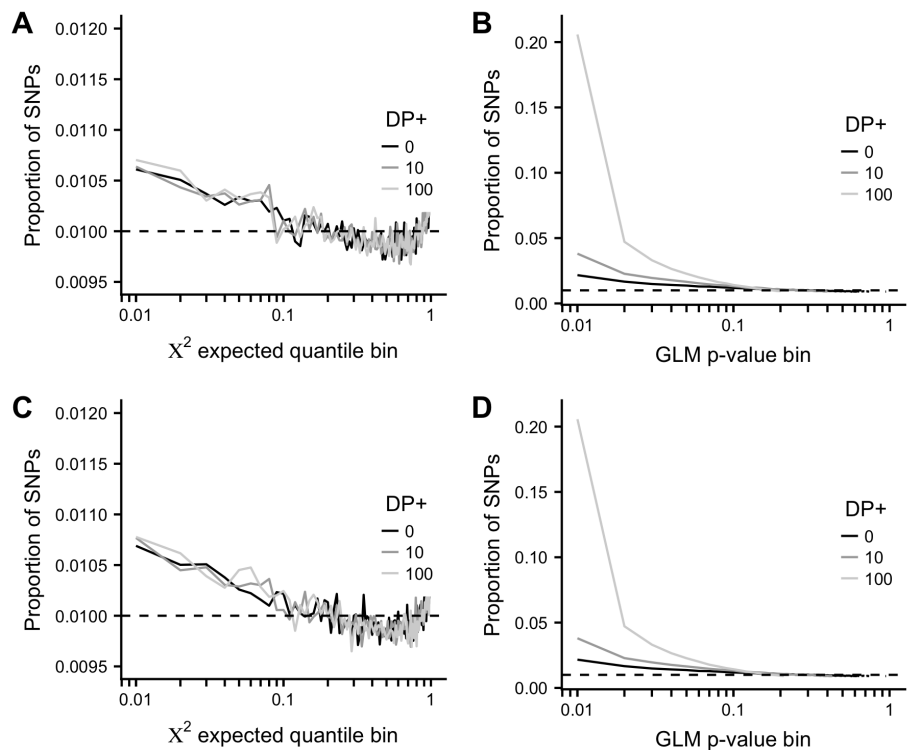 A
Proportion of SNPs
0.0120
0.0115
0.0110
0.0105
0.0100
0.0095
DP+
0
10
100
0.01
0.1
1
X² expected quantile bin
B
Proportion of SNPs
0.20
0.15
0.10
0.05
0.00
DP+
0
10
100
0.01
0.1
1
GLM p-value bin
C
Proportion of SNPs
0.0120
0.0115
0.0110
0.0105
0.0100
0.0095
DP+
0
10
100
0.01
0.1
1
X² expected quantile bin
D
Proportion of SNPs
0.20
0.15
0.10
0.05
0.00
DP+
0
10
100
0.01
0.1
1
GLM p-value bin